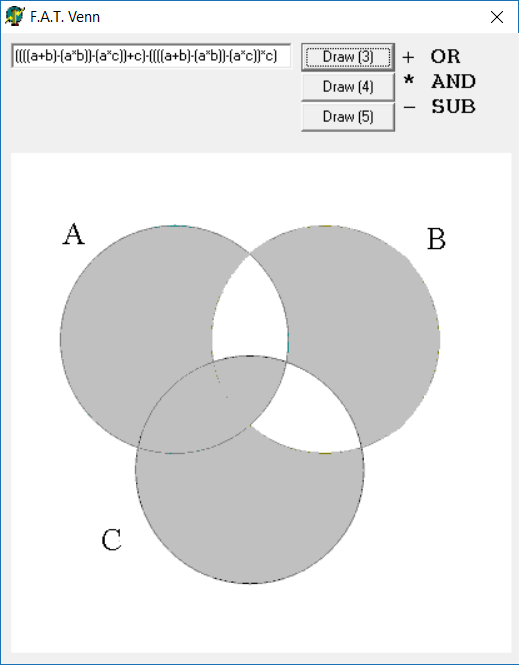 F.A.T. Venn
((((a+b)-(a*b))-(a*c))+c)-((((a+b)-(a*b))-(a*c))*c)
Draw (3)
+ OR
Draw (4)
* AND
Draw (5)
- SUB
A
B
C